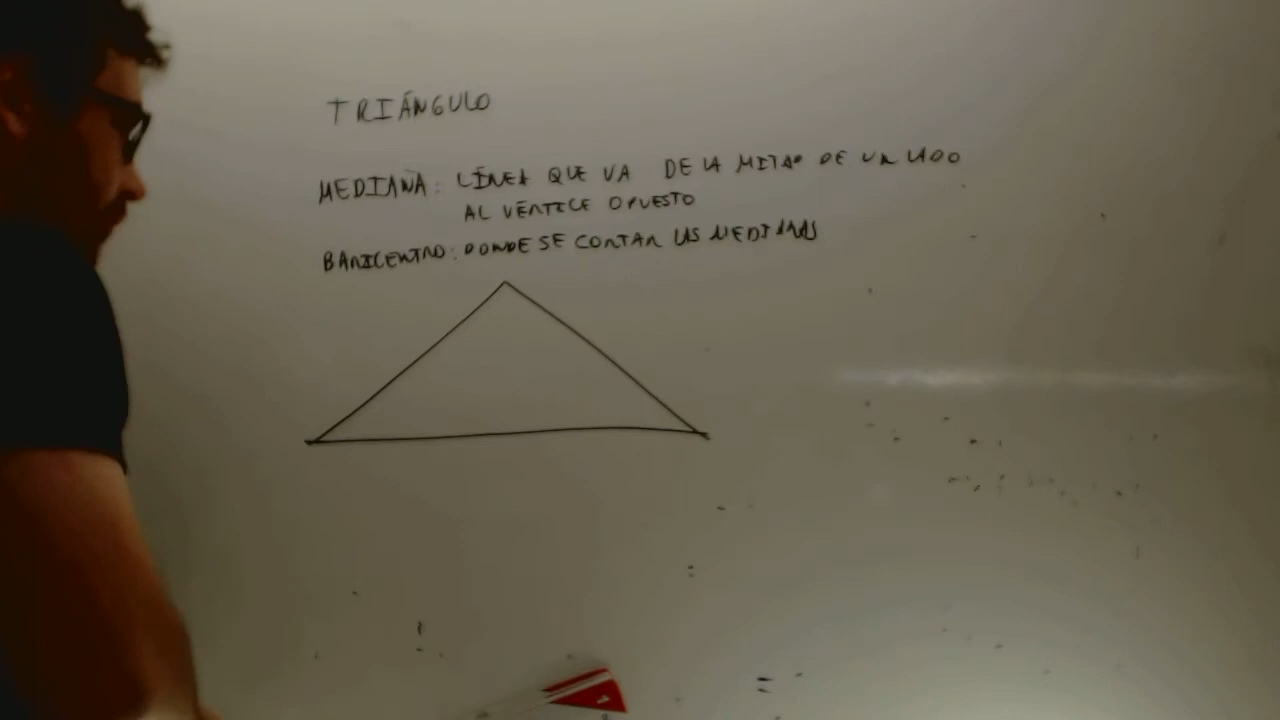 TRIÁNGULO
MEDIANA: LÍNEA QUE VA DE LA MITAD DE UN LADO
AL VÉRTICE OPUESTO
BARICENTRO: DONDE SE CORTAN LAS MEDIANAS